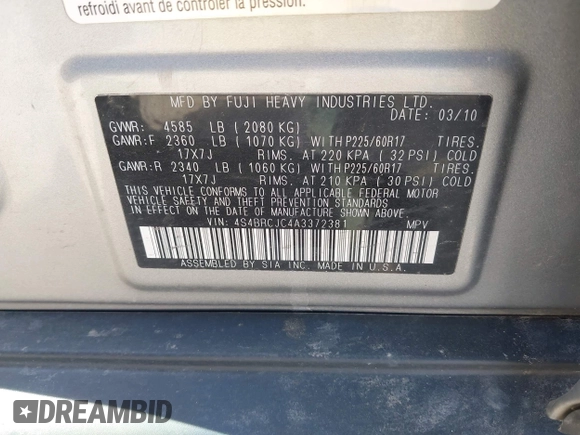 refroidi avant de contrôler la pression.
MFD BY FUJI HEAVY INDUSTRIES LTD.
DATE: 03/10
GVWR: 4585 LB ( 2080 KG)
GAWR:F 2360 LB ( 1070 KG) WITH P225/60R17 TIRES.
17X7J RIMS. AT 220 KPA ( 32 PSI) COLD
GAWR:R 2340 LB ( 1060 KG) WITH P225/60R17 TIRES.
17X7J RIMS. AT 210 KPA ( 30 PSI) COLD
THIS VEHICLE CONFORMS TO ALL APPLICABLE FEDERAL MOTOR
VEHICLE SAFETY AND THEFT PREVENTION STANDARDS IN EFFECT
ON THE DATE OF MANUFACTURE SHOWN ABOVE.
VIN: 4S4BRCJC4A3372381 MPV
ASSEMBLED BY SIA INC. MADE IN U.S.A.
DREAMBID